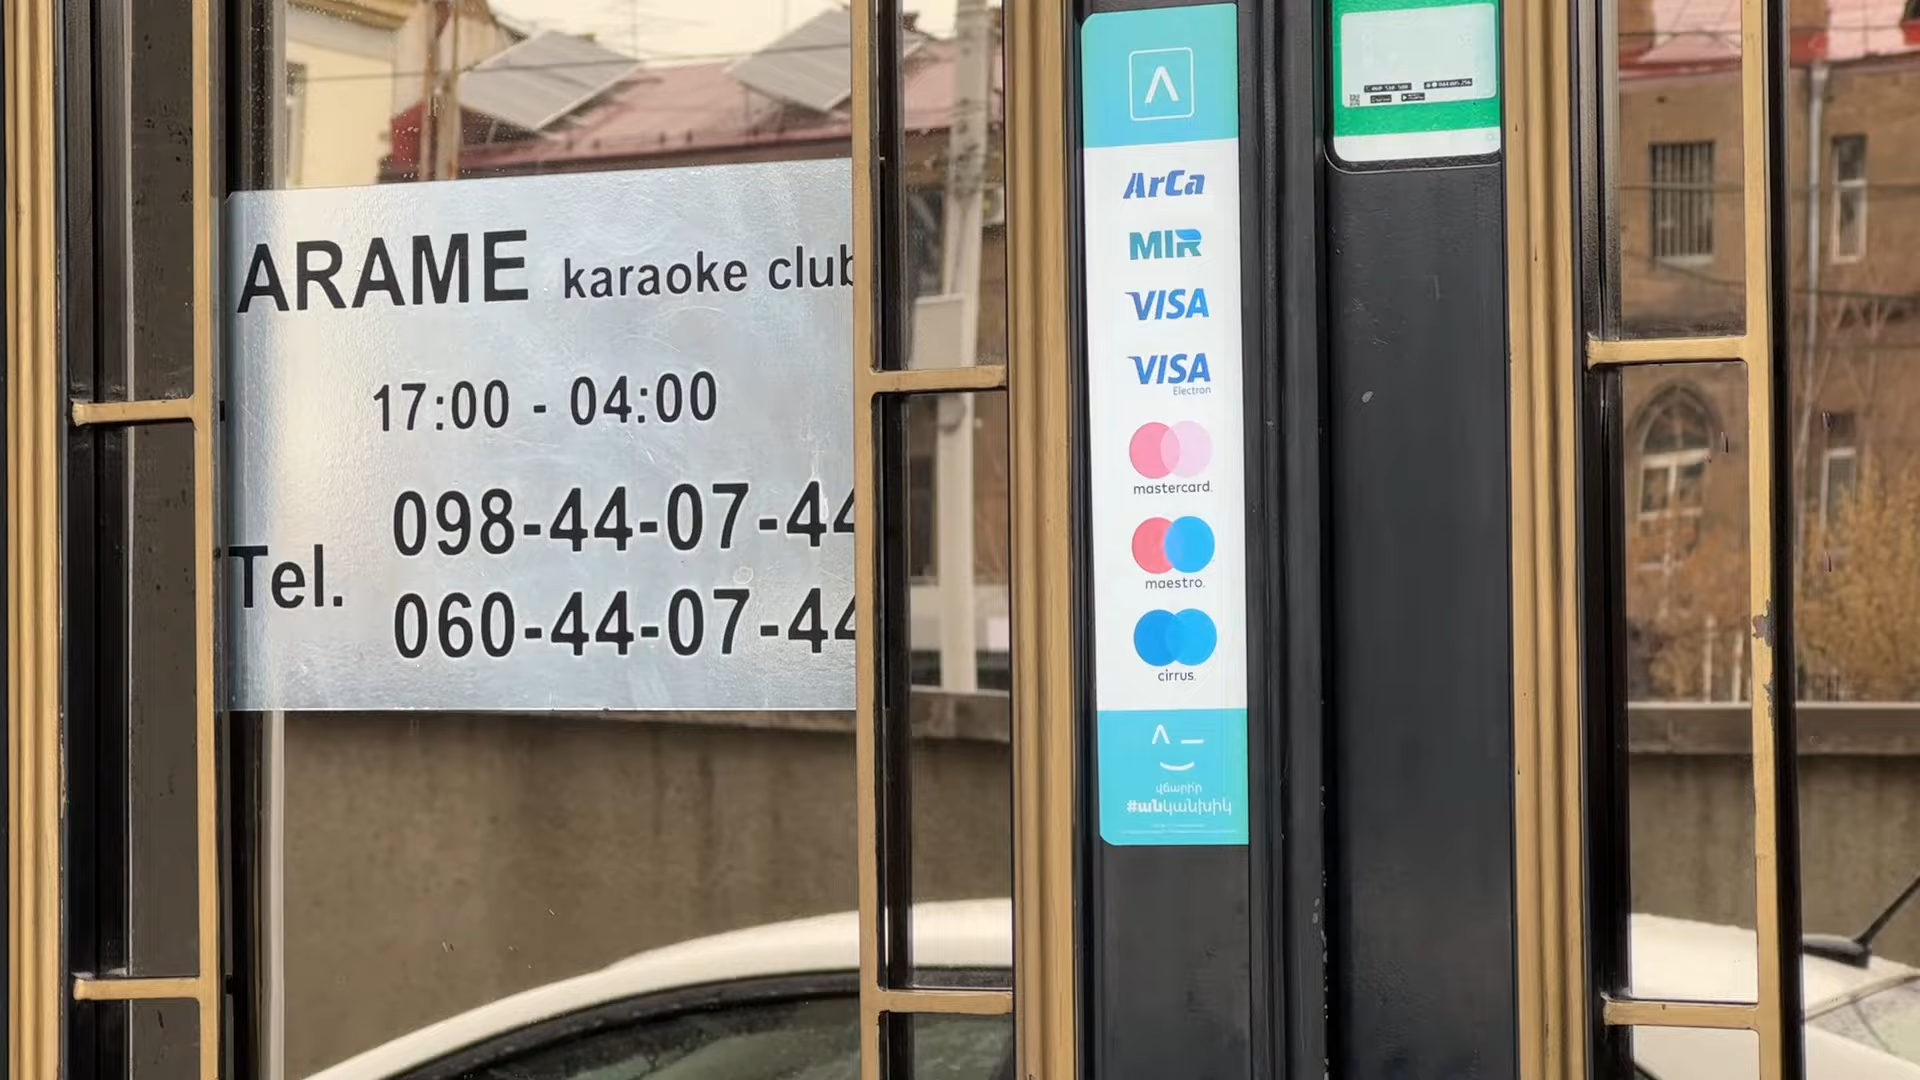 ARAME karaoke club
17:00 - 04:00
Tel.
098-44-07-44
060-44-07-44
ArCa
MIR
VISA
VISA
Electron
mastercard.
maestro.
cirrus.
վճարիր
#անկանխիկ